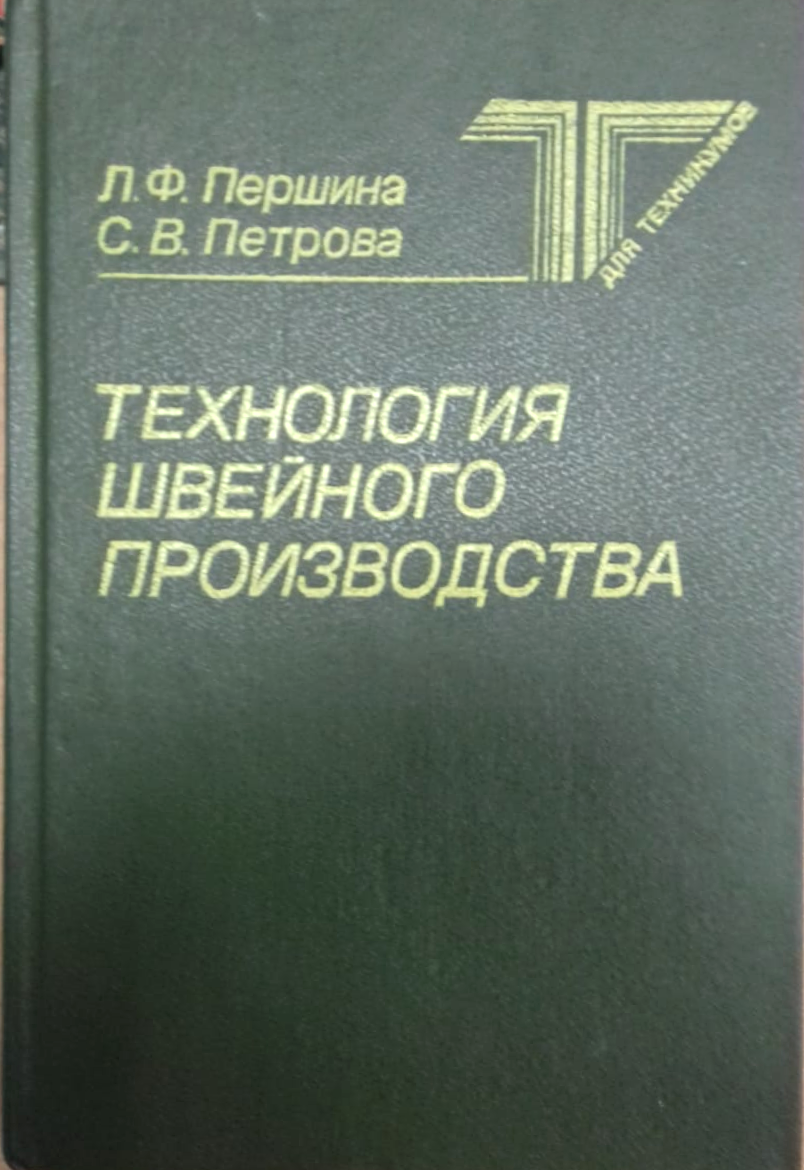 Л. Ф. Першина
С. В. Петрова
ДЛЯ ТЕХНИКУМОВ
ТЕХНОЛОГИЯ
ШВЕЙНОГО
ПРОИЗВОДСТВА